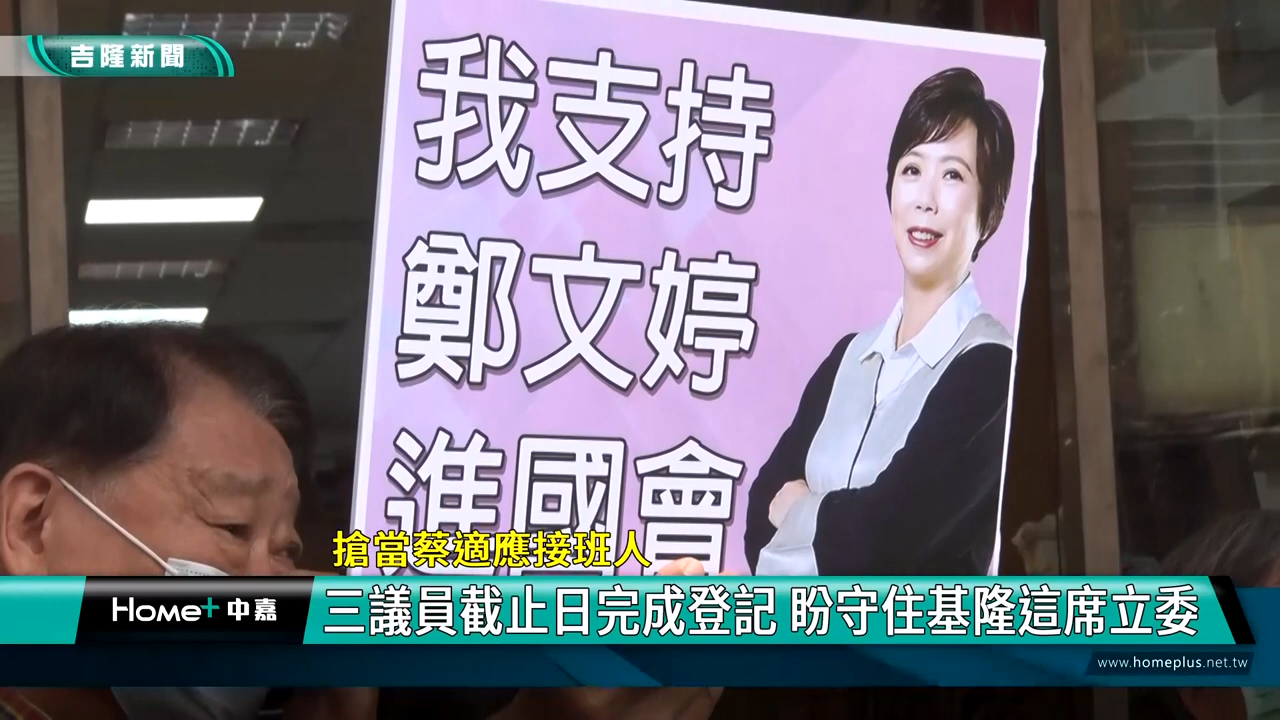 吉隆新聞
我支持
鄭文婷
進國會
搶當蔡適應接班人
Home+ 中嘉
三議員截止日完成登記 盼守住基隆這席立委
www.homeplus.net.tw